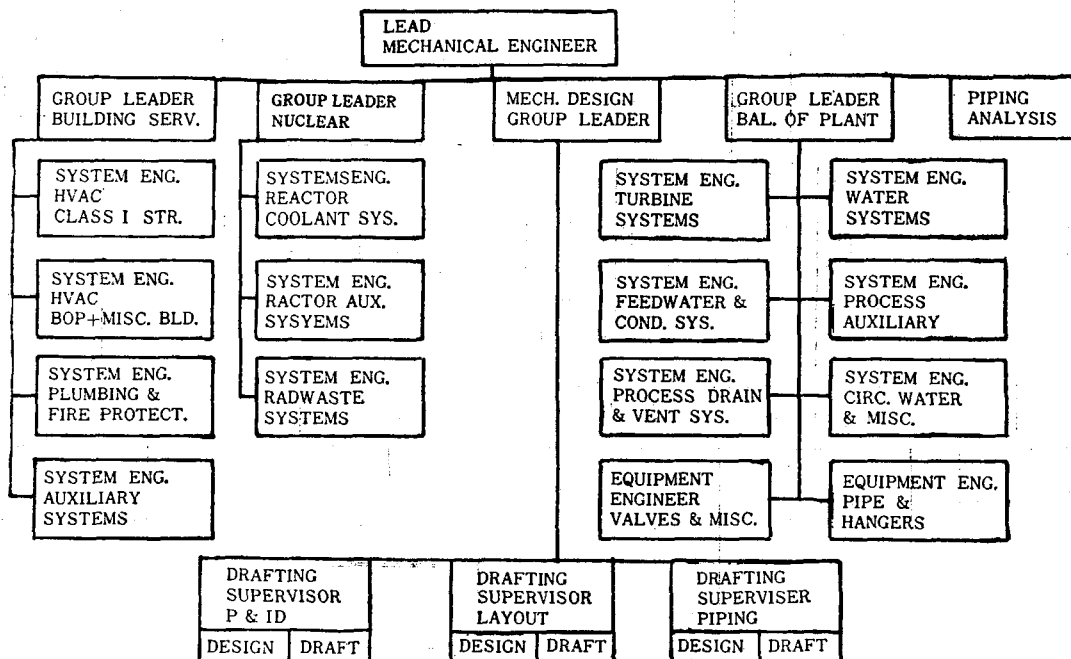 LEAD
MECHANICAL ENGINEER
GROUP LEADER
BUILDING SERV.
GROUP LEADER
NUCLEAR
MECH. DESIGN
GROUP LEADER
GROUP LEADER
BAL. OF PLANT
PIPING
ANALYSIS
SYSTEM ENG.
HVAC
CLASS I STR.
SYSTEMSENG.
REACTOR
COOLANT SYS.
SYSTEM ENG.
TURBINE
SYSTEMS
SYSTEM ENG.
WATER
SYSTEMS
SYSTEM ENG.
HVAC
BOP+MISC. BLD.
SYSTEM ENG.
RACTOR AUX.
SYSYEMS
SYSTEM ENG.
FEEDWATER &
COND. SYS.
SYSTEM ENG.
PROCESS
AUXILIARY
SYSTEM ENG.
PLUMBING &
FIRE PROTECT.
SYSTEM ENG.
RADWASTE
SYSTEMS
SYSTEM ENG.
PROCESS DRAIN
& VENT SYS.
SYSTEM ENG.
CIRC. WATER
& MISC.
SYSTEM ENG.
AUXILIARY
SYSTEMS
EQUIPMENT
ENGINEER
VALVES & MISC.
EQUIPMENT ENG.
PIPE &
HANGERS
DRAFTING
SUPERVISOR
P & ID
DESIGN DRAFT
DRAFTING
SUPERVISOR
LAYOUT
DESIGN DRAFT
DRAFTING
SUPERVISER
PIPING
DESIGN DRAFT